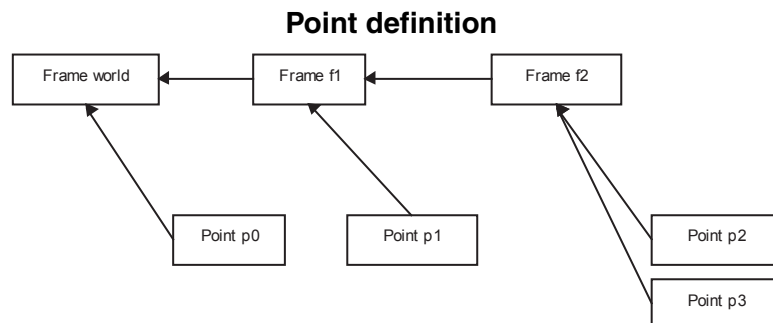 Point definition
Frame world
Frame f1
Frame f2
Point p0
Point p1
Point p2
Point p3